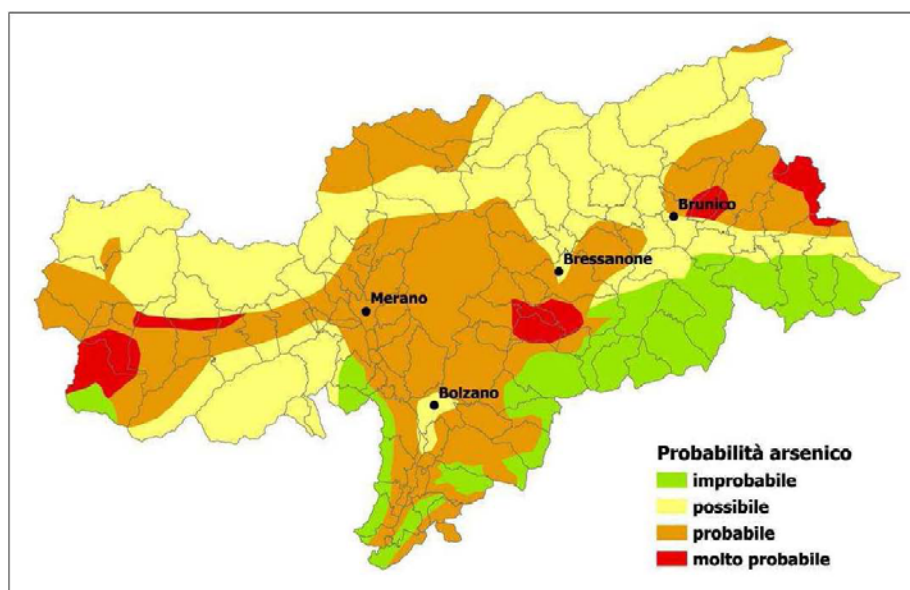 Brunico
Bressanone
Merano
Bolzano
Probabilità arsenico
improbabile
possibile
probabile
molto probabile